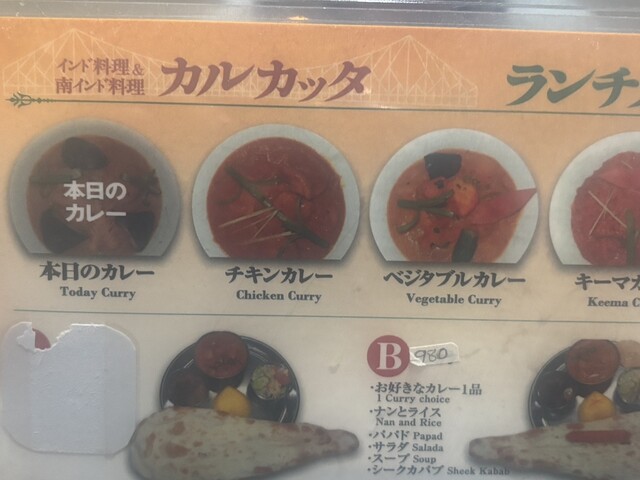 インド料理&
南インド料理
カルカッタ
ランチ
本日の
カレー
本日のカレー
Today Curry
チキンカレー
Chicken Curry
ベジタブルカレー
Vegetable Curry
キーマカ
Keema C
B
980
・お好きなカレー1品
1 Curry choice
・ナンとライス
Nan and Rice
・パパド Papad
・サラダ Salada
・スープ Soup
・シークカバブ Sheek Kabab